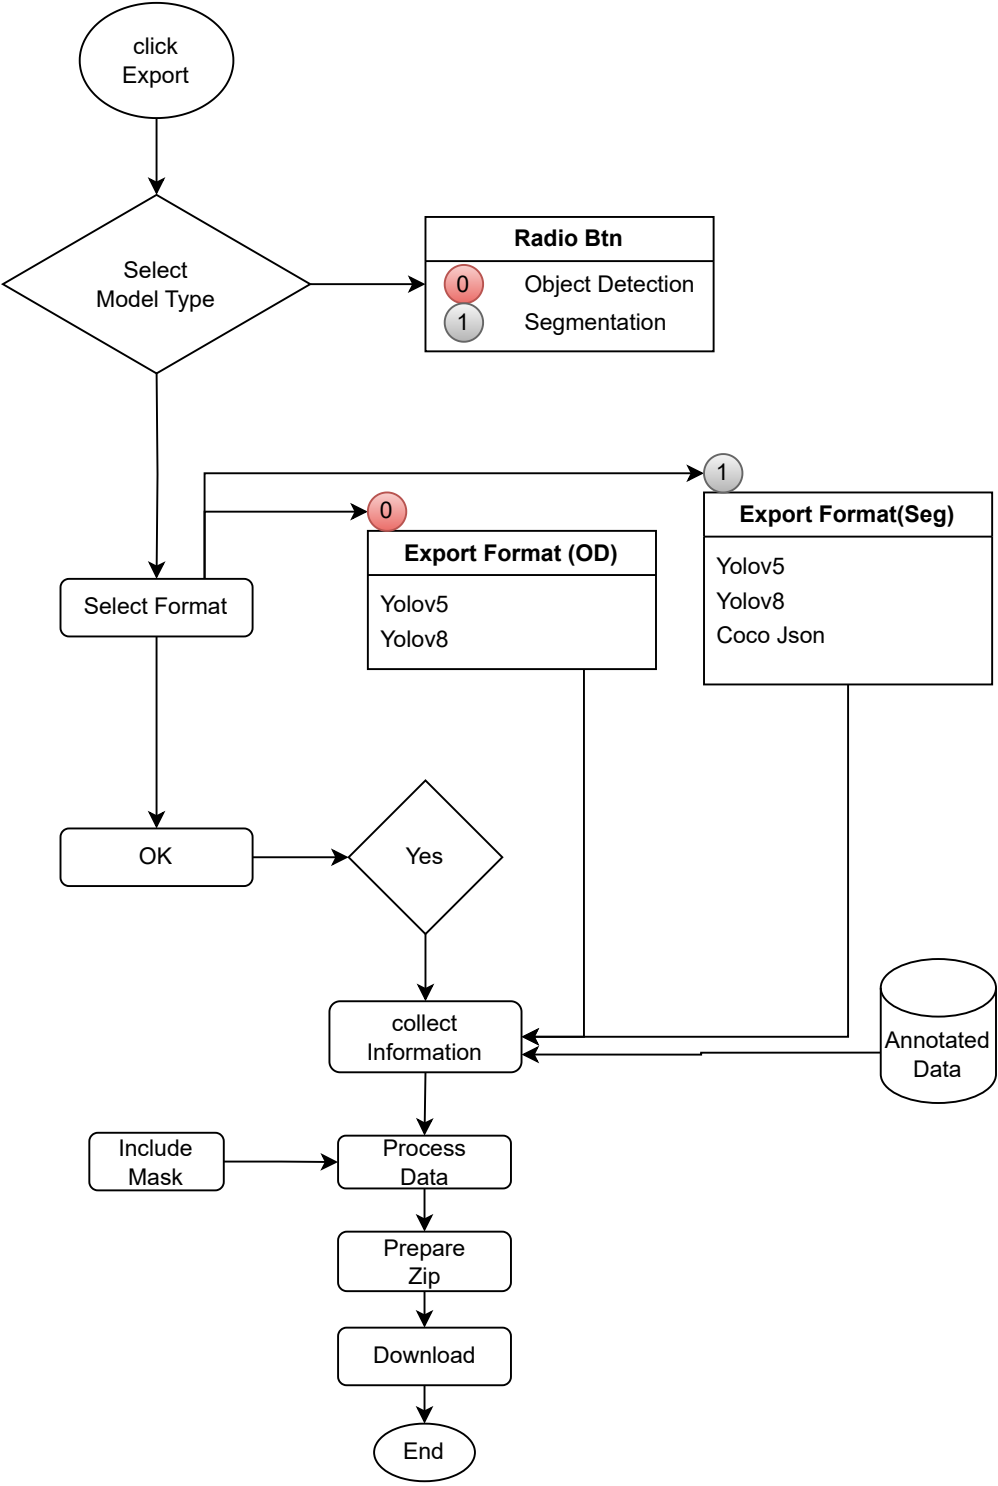 click
Export
Select
Model Type
Radio Btn
0 Object Detection
1 Segmentation
1
Export Format(Seg)
Yolov5
Yolov8
Coco Json
0
Export Format (OD)
Yolov5
Yolov8
Select Format
OK
Yes
collect
Information
Annotated
Data
Include
Mask
Process
Data
Prepare
Zip
Download
End